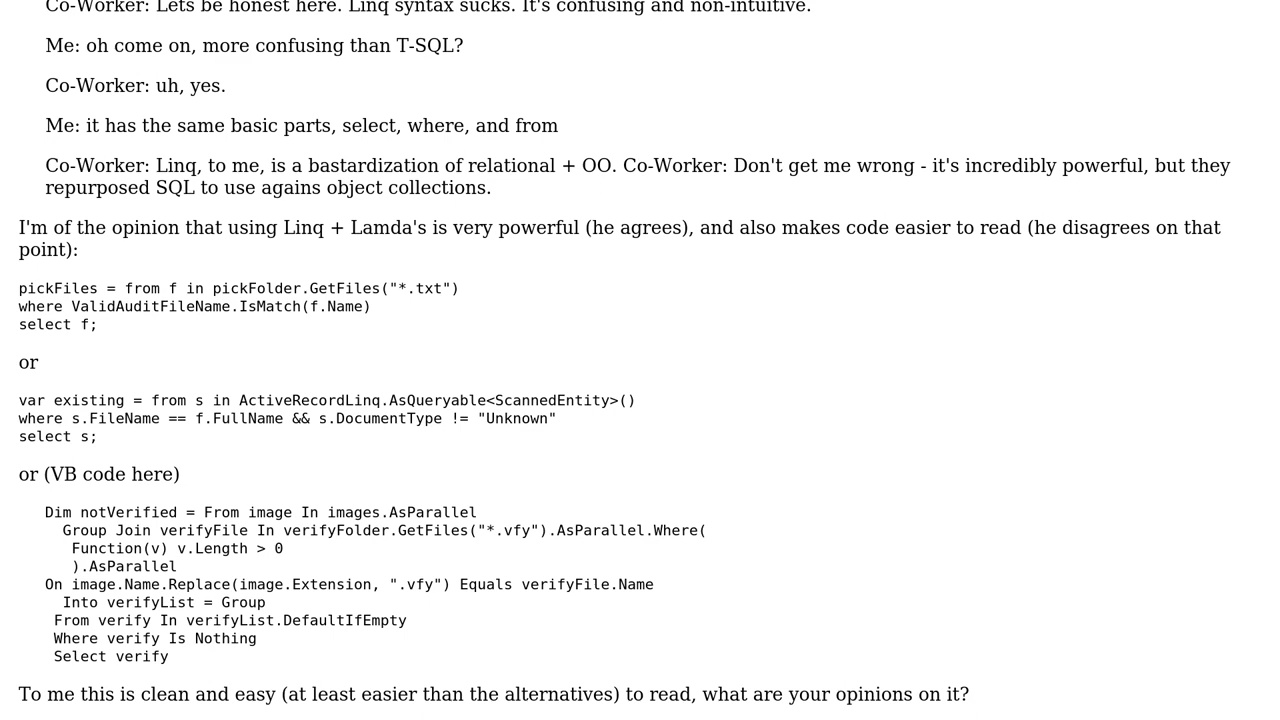 Co-Worker: Lets be honest here. Linq syntax sucks. It's confusing and non-intuitive.
Me: oh come on, more confusing than T-SQL?
Co-Worker: uh, yes.
Me: it has the same basic parts, select, where, and from
Co-Worker: Linq, to me, is a bastardization of relational + OO. Co-Worker: Don't get me wrong - it's incredibly powerful, but they
repurposed SQL to use agains object collections.
I'm of the opinion that using Linq + Lamda's is very powerful (he agrees), and also makes code easier to read (he disagrees on that
point):
pickFiles = from f in pickFolder.GetFiles("*.txt")
where ValidAuditFileName.IsMatch(f.Name)
select f;
or
var existing = from s in ActiveRecordLinq.AsQueryable<ScannedEntity>()
where s.FileName == f.FullName && s.DocumentType != "Unknown"
select s;
or (VB code here)
Dim notVerified = From image In images.AsParallel
Group Join verifyFile In verifyFolder.GetFiles("*.vfy").AsParallel.Where(
Function(v) v.Length > 0
).AsParallel
On image.Name.Replace(image.Extension, ".vfy") Equals verifyFile.Name
Into verifyList = Group
From verify In verifyList.DefaultIfEmpty
Where verify Is Nothing
Select verify
To me this is clean and easy (at least easier than the alternatives) to read, what are your opinions on it?